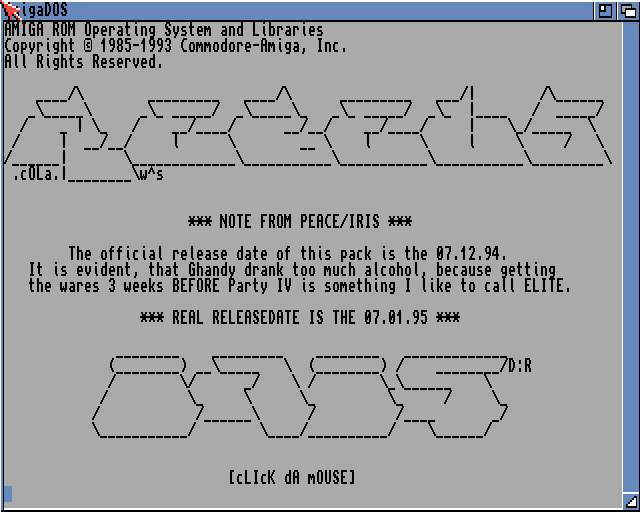 AmigaDOS
AMIGA ROM Operating System and Libraries
Copyright © 1985-1993 Commodore-Amiga, Inc.
All Rights Reserved.
.cOLa.
w^s
*** NOTE FROM PEACE/IRIS ***
The official release date of this pack is the 07.12.94.
It is evident, that Ghandy drank too much alcohol, because getting
the wares 3 weeks BEFORE Party IV is something I like to call ELITE.
*** REAL RELEASEDATE IS THE 07.01.95 ***
D:R
[cLIcK dA mOUSE]